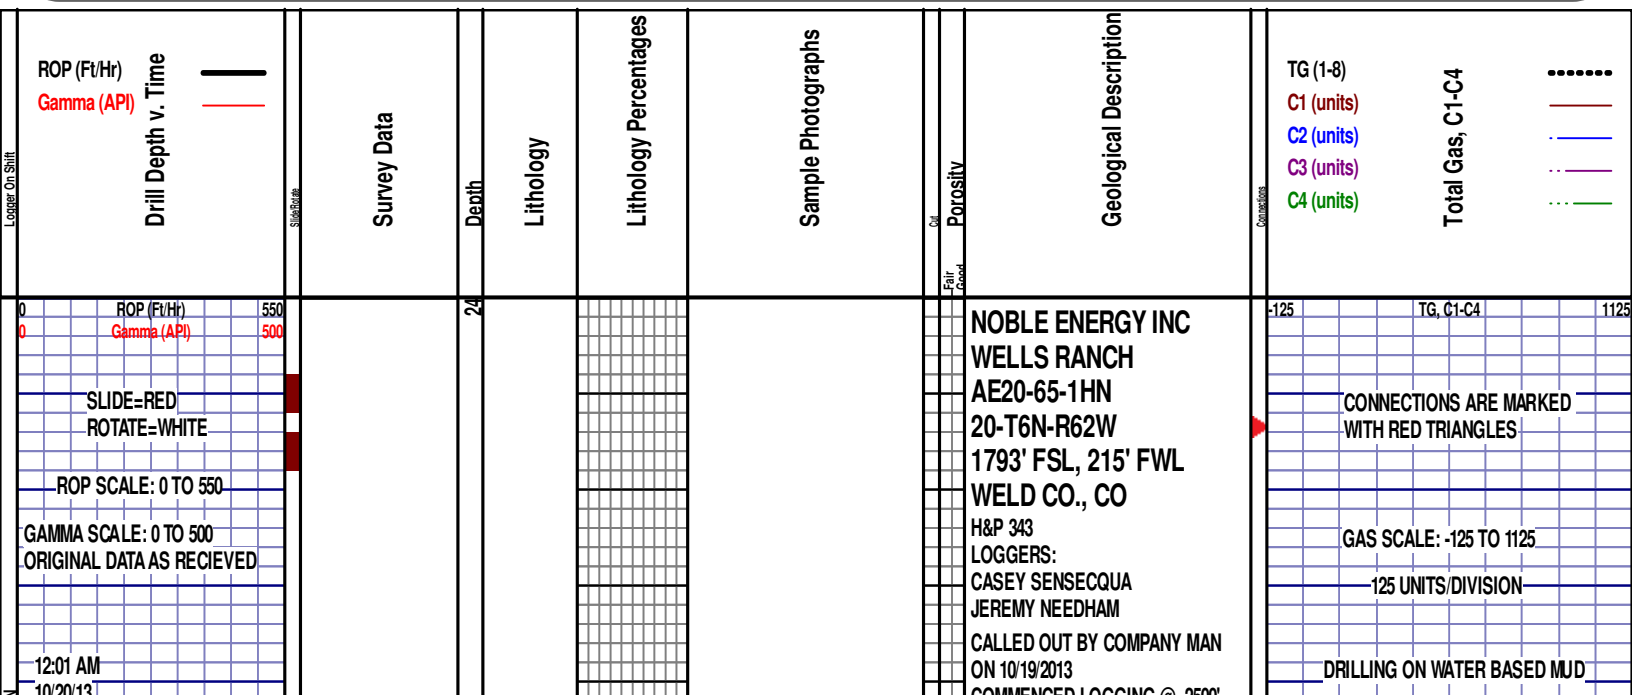 Logger On Shift
ROP (Ft/Hr)
Gamma (API)
Drill Depth v. Time
Slide/Rotate
Survey Data
Depth
Lithology
Lithology Percentages
Sample Photographs
Cut
Porosity
Fair
Good
Geological Description
Connections
TG (1-8)
C1 (units)
C2 (units)
C3 (units)
C4 (units)
Total Gas, C1-C4
0 ROP (Ft/Hr) 550
0 Gamma (API) 500
SLIDE=RED
ROTATE=WHITE
ROP SCALE: 0 TO 550
GAMMA SCALE: 0 TO 500
ORIGINAL DATA AS RECIEVED
12:01 AM
10/20/13
NOBLE ENERGY INC
WELLS RANCH
AE20-65-1HN
20-T6N-R62W
1793' FSL, 215' FWL
WELD CO., CO
H&P 343
LOGGERS:
CASEY SENSECQUA
JEREMY NEEDHAM
CALLED OUT BY COMPANY MAN
ON 10/19/2013
COMMENCED LOGGING @
-125 TG, C1-C4 1125
CONNECTIONS ARE MARKED
WITH RED TRIANGLES
GAS SCALE: -125 TO 1125
125 UNITS/DIVISION
DRILLING ON WATER BASED MUD